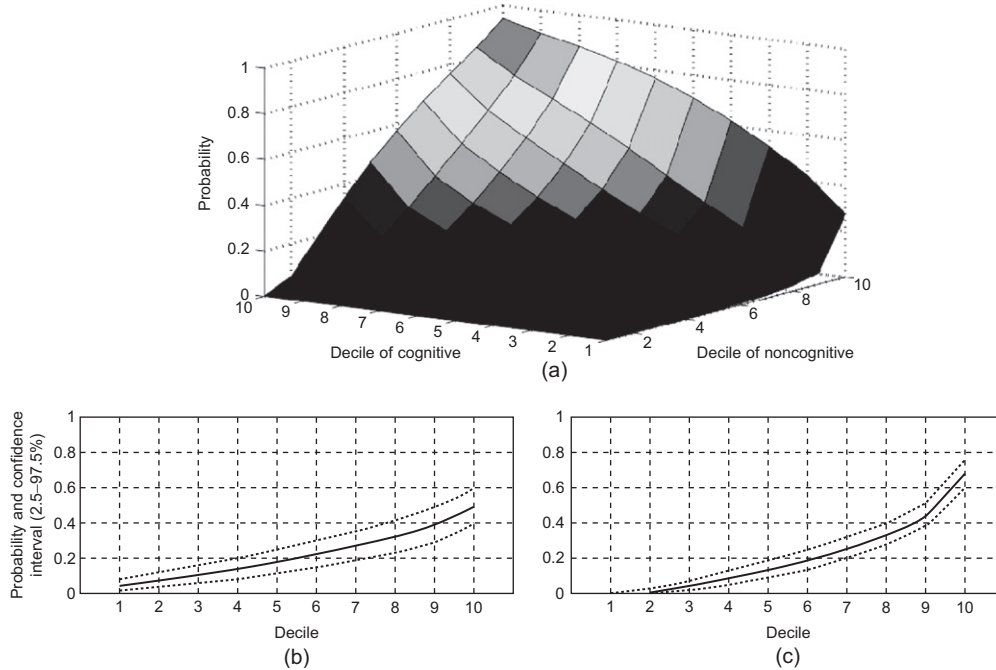 Probability
1
0.8
0.6
0.4
0.2
0
10
9
8
7
6
5
4
3
2
1
Decile of cognitive
2
4
6
8
10
Decile of noncognitive
(a)
Probability and confidence
interval (2.5–97.5%)
1
0.8
0.6
0.4
0.2
0
1 2 3 4 5 6 7 8 9 10
Decile
(b)
1
0.8
0.6
0.4
0.2
0
1 2 3 4 5 6 7 8 9 10
Decile
(c)